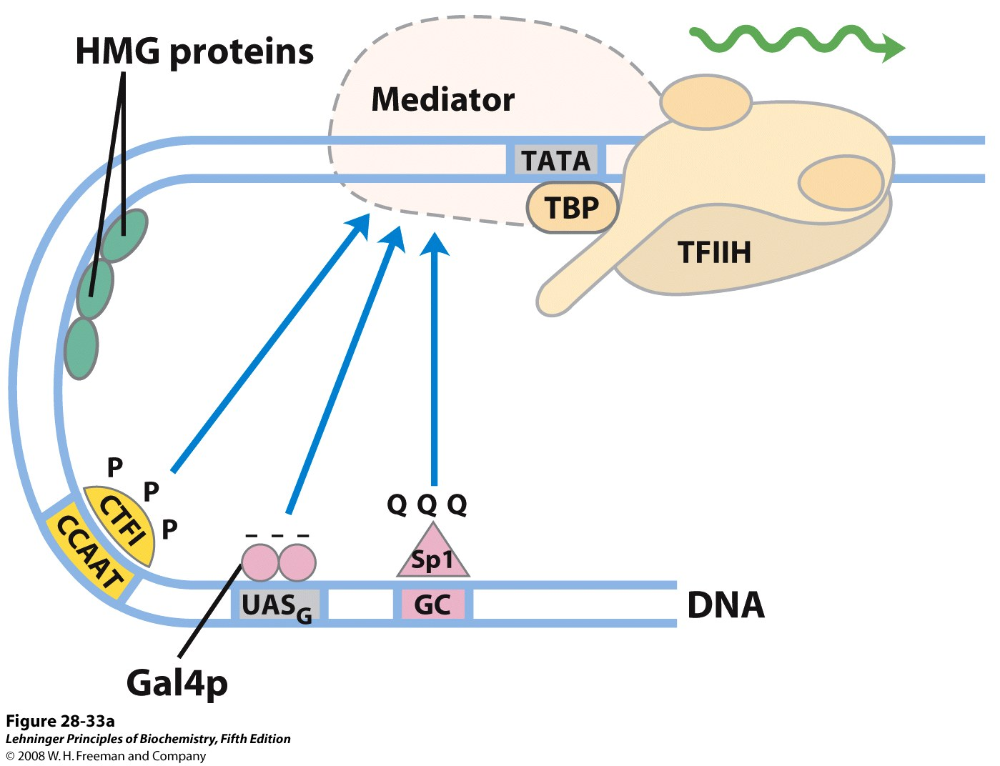 HMG proteins
Mediator
TATA
TBP
TFIIH
P
P
P
CTFI
CCAAT
– – –
UASG
Q Q Q
Sp1
GC
DNA
Gal4p
Figure 28-33a
Lehninger Principles of Biochemistry, Fifth Edition
© 2008 W. H. Freeman and Company